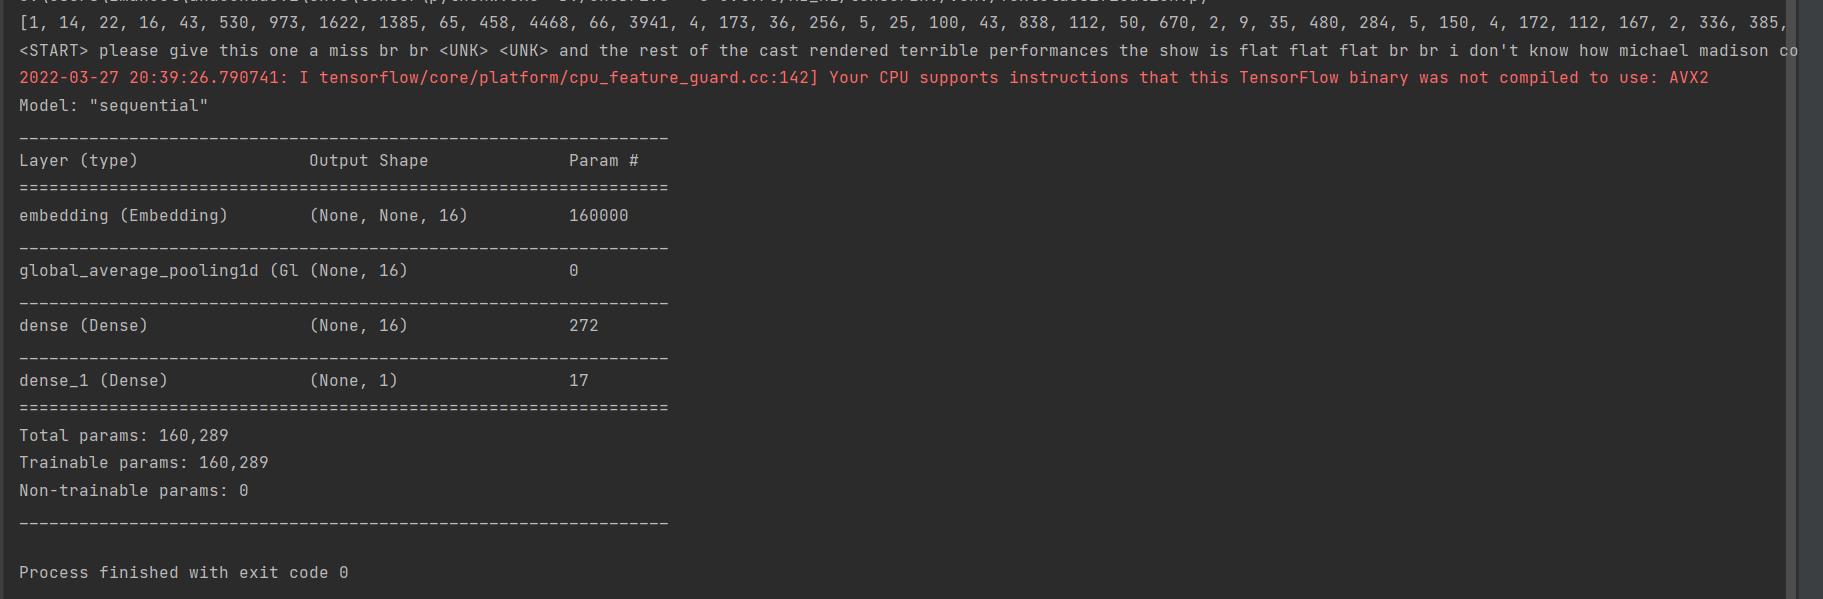 [1, 14, 22, 16, 43, 530, 973, 1622, 1385, 65, 458, 4468, 66, 3941, 4, 173, 36, 256, 5, 25, 100, 43, 838, 112, 50, 670, 2, 9, 35, 480, 284, 5, 150, 4, 172, 112, 167, 2, 336, 385,
<START> please give this one a miss br br <UNK> <UNK> and the rest of the cast rendered terrible performances the show is flat flat flat br br i don't know how michael madison co
2022-03-27 20:39:26.790741: I tensorflow/core/platform/cpu_feature_guard.cc:142] Your CPU supports instructions that this TensorFlow binary was not compiled to use: AVX2
Model: "sequential"
_________________________________________________________________
Layer (type)                 Output Shape              Param #
=================================================================
embedding (Embedding)        (None, None, 16)          160000
_________________________________________________________________
global_average_pooling1d (Gl (None, 16)                0
_________________________________________________________________
dense (Dense)                (None, 16)                272
_________________________________________________________________
dense_1 (Dense)              (None, 1)                 17
=================================================================
Total params: 160,289
Trainable params: 160,289
Non-trainable params: 0
_________________________________________________________________
Process finished with exit code 0